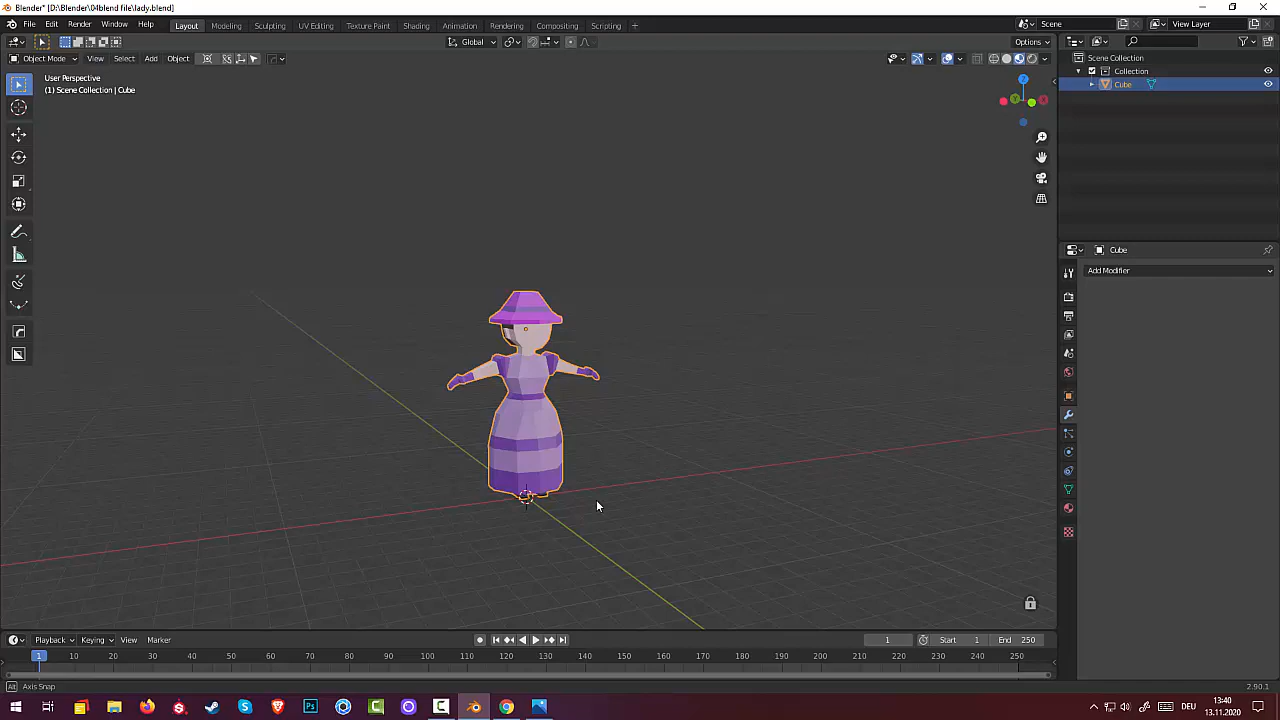 Blender* [D:\Blender\04blend file\lady.blend]
File Edit Render Window Help Layout Modeling Sculpting UV Editing Texture Paint Shading Animation Rendering Compositing Scripting Scene View Layer
Global Options
Object Mode View Select Add Object
User Perspective
(1) Scene Collection | Cube
Scene Collection
Collection
Cube
Z
Y
X
Cube
Add Modifier
Playback Keying View Marker 1 Start 1 End 250
1 10 20 30 40 50 60 70 80 90 100 110 120 130 140 150 160 170 180 190 200 210 220 230 240 250
Alt Axis Snap 2.90.1
DEU 13:40
13.11.2020